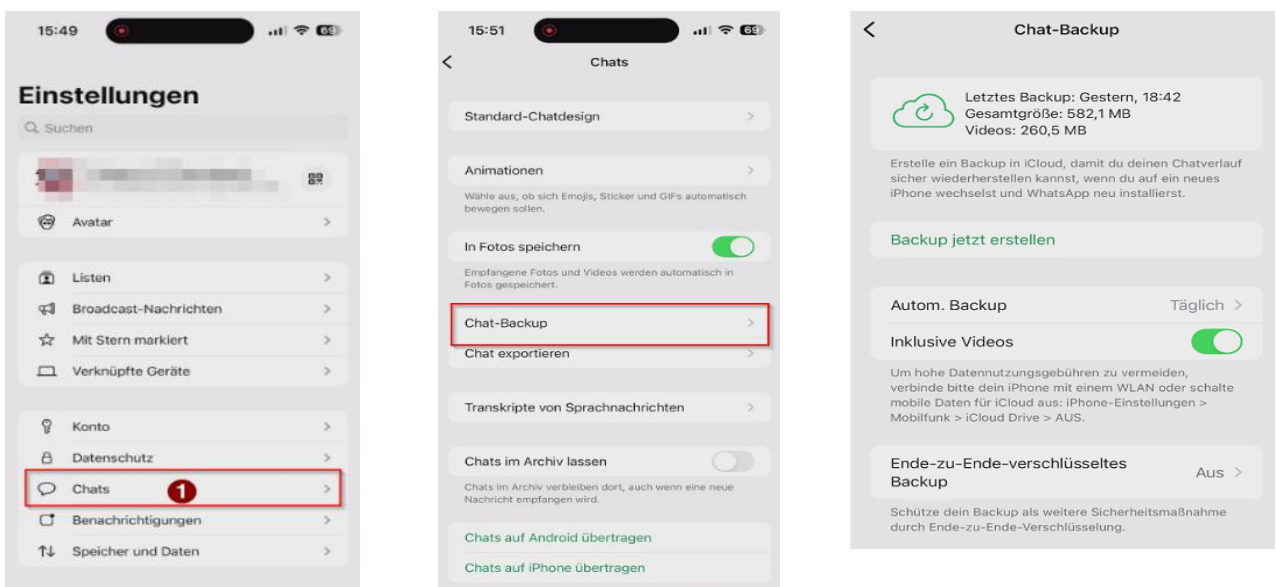 15:49
Einstellungen
Suchen
Avatar
Listen
Broadcast-Nachrichten
Mit Stern markiert
Verknüpfte Geräte
Konto
Datenschutz
Chats 1
Benachrichtigungen
Speicher und Daten
15:51 69
Chats
Standard-Chatdesign
Animationen
Wähle aus, ob sich Emojis, Sticker und GIFs automatisch
bewegen sollen.
In Fotos speichern
Empfangene Fotos und Videos werden automatisch in
Fotos gespeichert.
Chat-Backup
Chat exportieren
Transkripte von Sprachnachrichten
Chats im Archiv lassen
Chats im Archiv verbleiben dort, auch wenn eine neue
Nachricht empfangen wird.
Chats auf Android übertragen
Chats auf iPhone übertragen
Chat-Backup
Letztes Backup: Gestern, 18:42
Gesamtgröße: 582,1 MB
Videos: 260,5 MB
Erstelle ein Backup in iCloud, damit du deinen Chatverlauf
sicher wiederherstellen kannst, wenn du auf ein neues
iPhone wechselst und WhatsApp neu installierst.
Backup jetzt erstellen
Autom. Backup Täglich
Inklusive Videos
Um hohe Datennutzungsgebühren zu vermeiden,
verbinde bitte dein iPhone mit einem WLAN oder schalte
mobile Daten für iCloud aus: iPhone-Einstellungen >
Mobilfunk > iCloud Drive > AUS.
Ende-zu-Ende-verschlüsseltes
Backup Aus
Schütze dein Backup als weitere Sicherheitsmaßnahme
durch Ende-zu-Ende-Verschlüsselung.